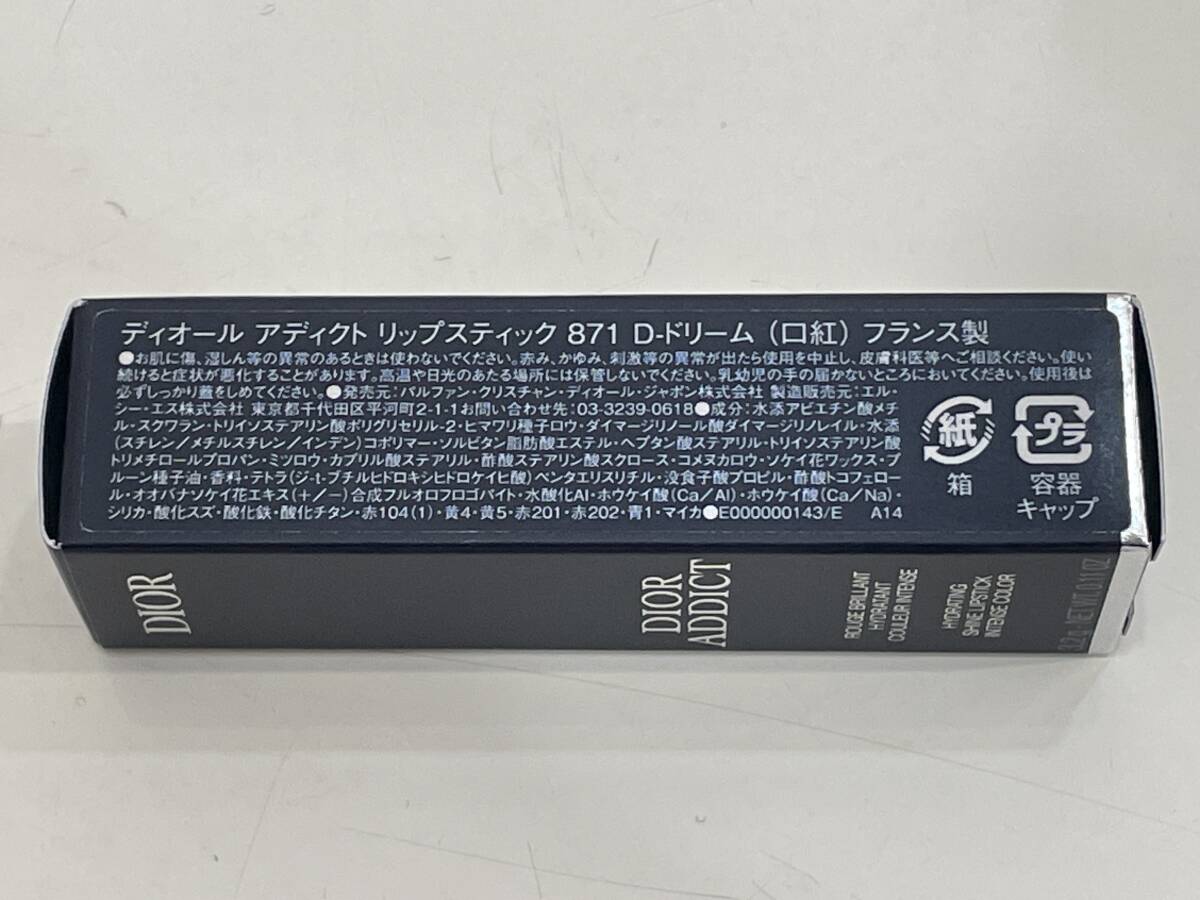 ディオール アディクト リップスティック 871 D-ドリーム（口紅）フランス製
●お肌に傷、湿しん等の異常のあるときは使わないでください。赤み、かゆみ、刺激等の異常が出たら使用を中止し、皮膚科医等へご相談ください。使い
続けると症状が悪化することがあります。高温や日光のあたる場所には保管しないでください。乳幼児の手の届かないところにおいてください。使用後は
必ずしっかり蓋をしめてください。●発売元：パルファン・クリスチャン・ディオール・ジャポン株式会社 製造販売元：エル・
シー・エス株式会社 東京都千代田区平河町2-1-1お問い合わせ先：03-3239-0618●成分：水添アビエチン酸メチ
ル・スクワラン・トリイソステアリン酸ポリグリセリル-2・ヒマワリ種子ロウ・ダイマージリノール酸ダイマージリノレイル・水添
（スチレン／メチルスチレン／インデン）コポリマー・ソルビタン脂肪酸エステル・ヘプタン酸ステアリル・トリイソステアリン酸
トリメチロールプロパン・ミツロウ・カプリル酸ステアリル・酢酸ステアリン酸スクロース・コメヌカロウ・ソケイ花ワックス・プ
ルーン種子油・香料・テトラ（ジ-t-ブチルヒドロキシヒドロケイヒ酸）ペンタエリスリチル・没食子酸プロピル・酢酸トコフェロー
ル・オオバナソケイ花エキス（＋／－）合成フルオロフロゴパイト・水酸化Al・ホウケイ酸（Ca／Al）・ホウケイ酸（Ca／Na）・
シリカ・酸化スズ・酸化鉄・酸化チタン・赤104（1）・黄4・黄5・赤201・赤202・青1・マイカ●E000000143/E A14
紙
箱
プラ
容器
キャップ
DIOR
DIOR
ADDICT
ROUGE BRILLANT
HYDRATANT
COULEUR INTENSE
HYDRATING
SHINE LIPSTICK
INTENSE COLOR
3.2g NET WT. 0.11 OZ